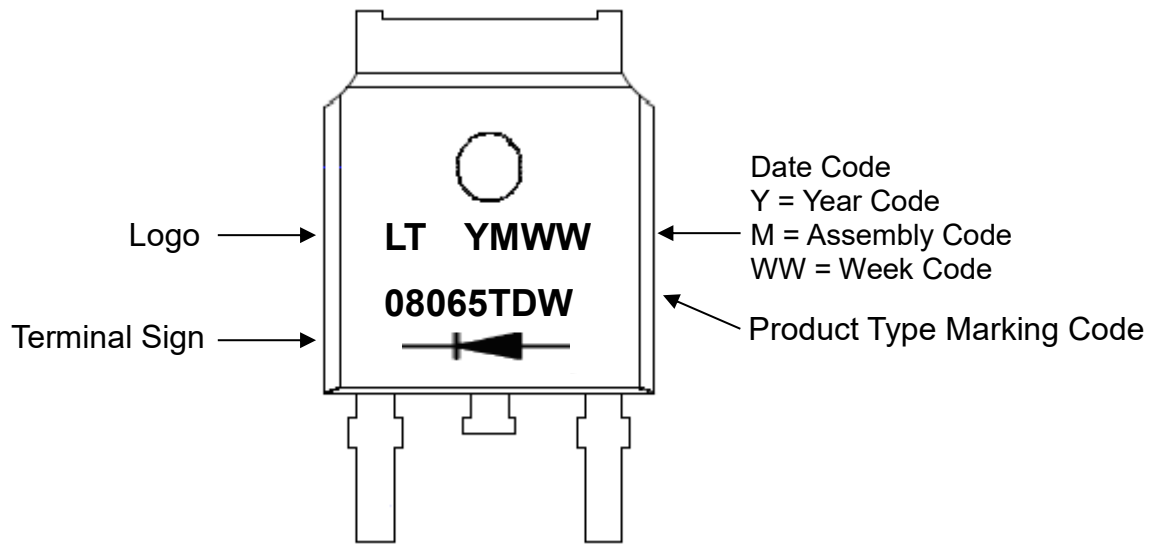 Logo
Terminal Sign
LT YMWW
08065TDW
Date Code
Y = Year Code
M = Assembly Code
WW = Week Code
Product Type Marking Code